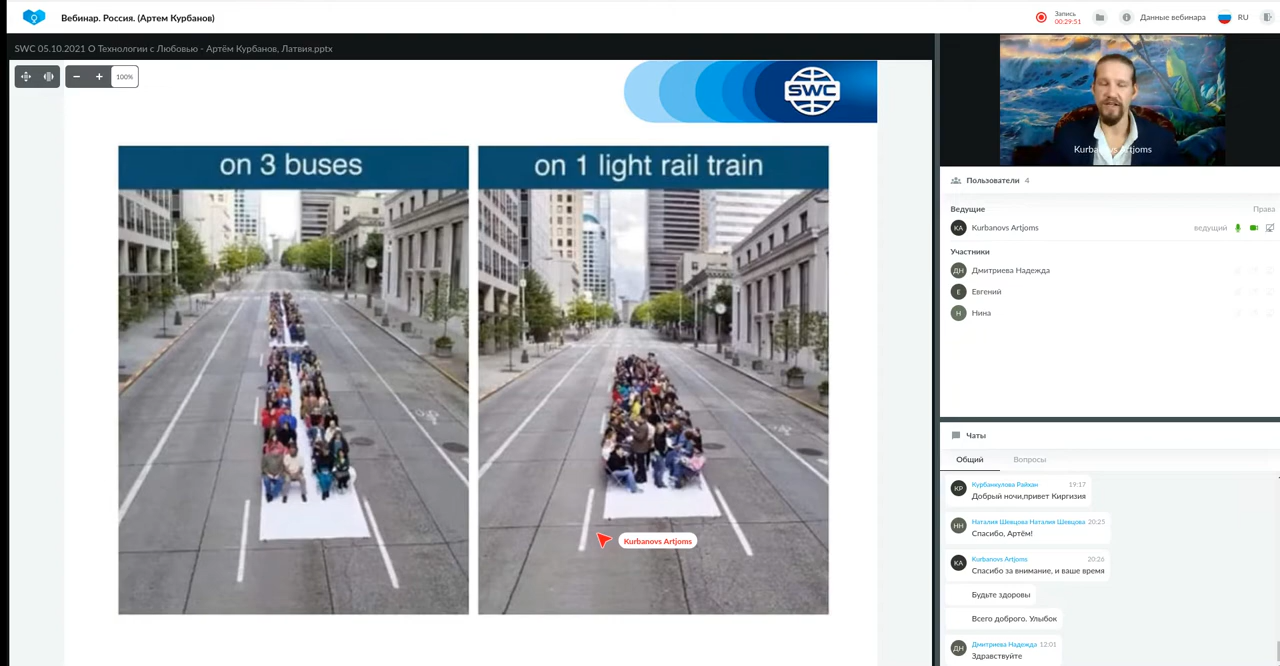 Вебинар. Россия. (Артем Курбанов)
Запись
00:29:51
Данные вебинара
RU
SWC 05.10.2021 О Технологии с Любовью - Артём Курбанов, Латвия.pptx
100%
SWC
on 3 buses
on 1 light rail train
Kurbanovs Artjoms
Kurbanovs Artjoms
Пользователи 4
Ведущие Права
КА Kurbanovs Artjoms ведущий
Участники
ДН Дмитриева Надежда
Е Евгений
Н Нина
Чаты
Общий Вопросы
КР Курбанкулова Райхан 19:17
Добрый ночи,привет Киргизия
НН Наталия Шевцова Наталия Шевцова 20:25
Спасибо, Артём!
КА Kurbanovs Artjoms 20:26
Спасибо за внимание, и ваше время
Будьте здоровы
Всего доброго. Улыбок
ДН Дмитриева Надежда 12:01
Здравствуйте